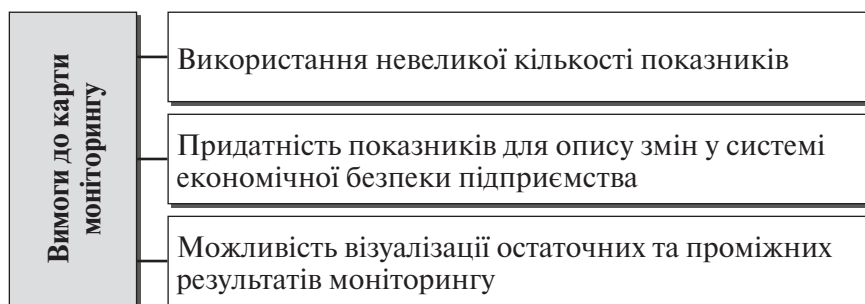 Вимоги до карти
моніторингу
Використання невеликої кількості показників
Придатність показників для опису змін у системі
економічної безпеки підприємства
Можливість візуалізації остаточних та проміжних
результатів моніторингу